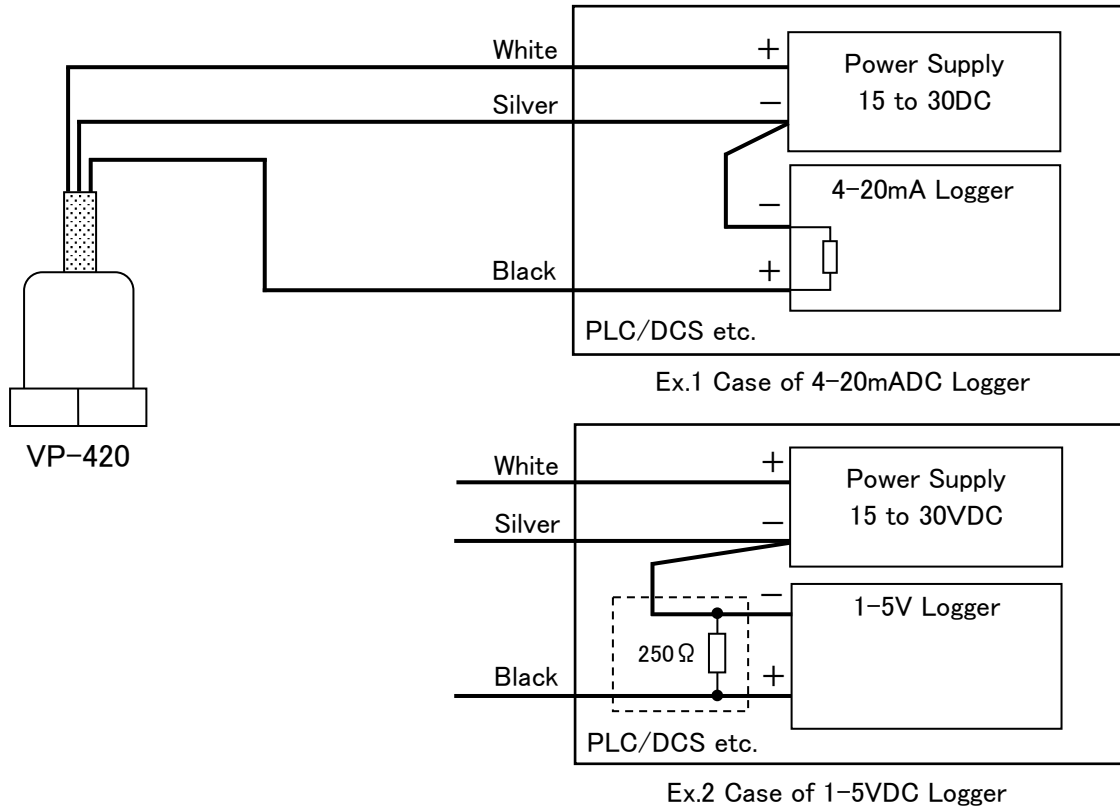 White
+
Power Supply
15 to 30DC
Silver
−
4-20mA Logger
−
Black
+
PLC/DCS etc.
Ex.1 Case of 4-20mADC Logger
VP-420
White
+
Power Supply
15 to 30VDC
Silver
−
1-5V Logger
−
250Ω
Black
+
PLC/DCS etc.
Ex.2 Case of 1-5VDC Logger